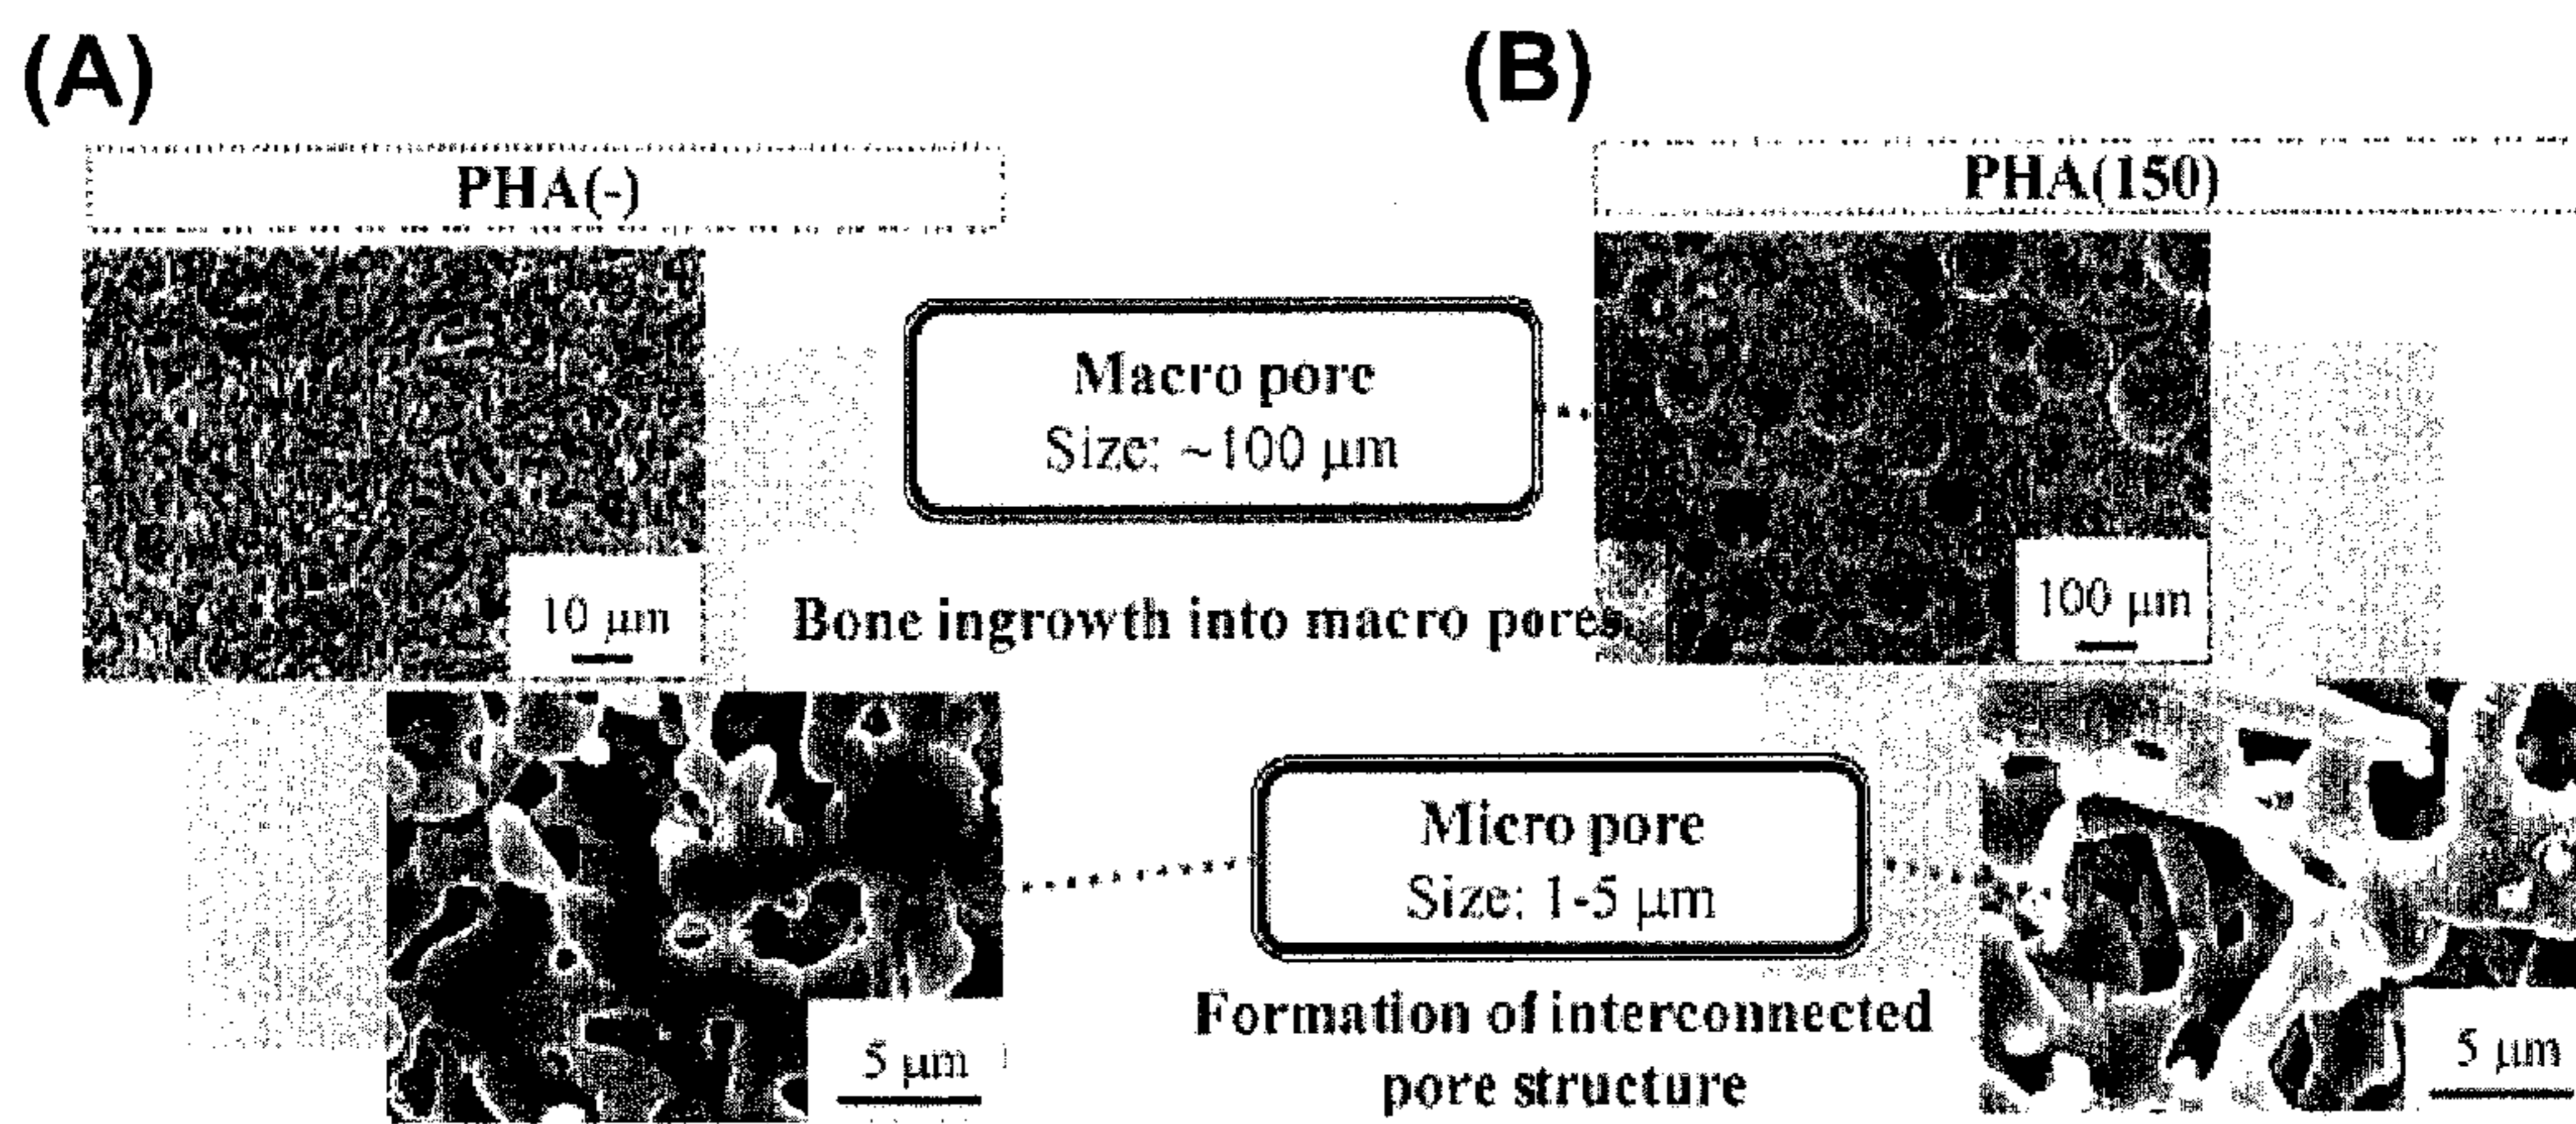 (A)
(B)
PHA(-)
PHA(150)
Macro pore
Size: ~100 µm
10 µm
Bone ingrowth into macro pores
100 µm
Micro pore
Size: 1-5 µm
Formation of interconnected
pore structure
5 µm
5 µm